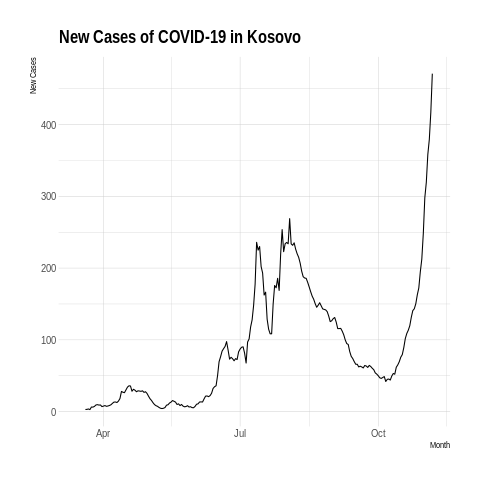 New Cases of COVID-19 in Kosovo
New Cases
400
300
200
100
0
Apr
Jul
Oct
Month